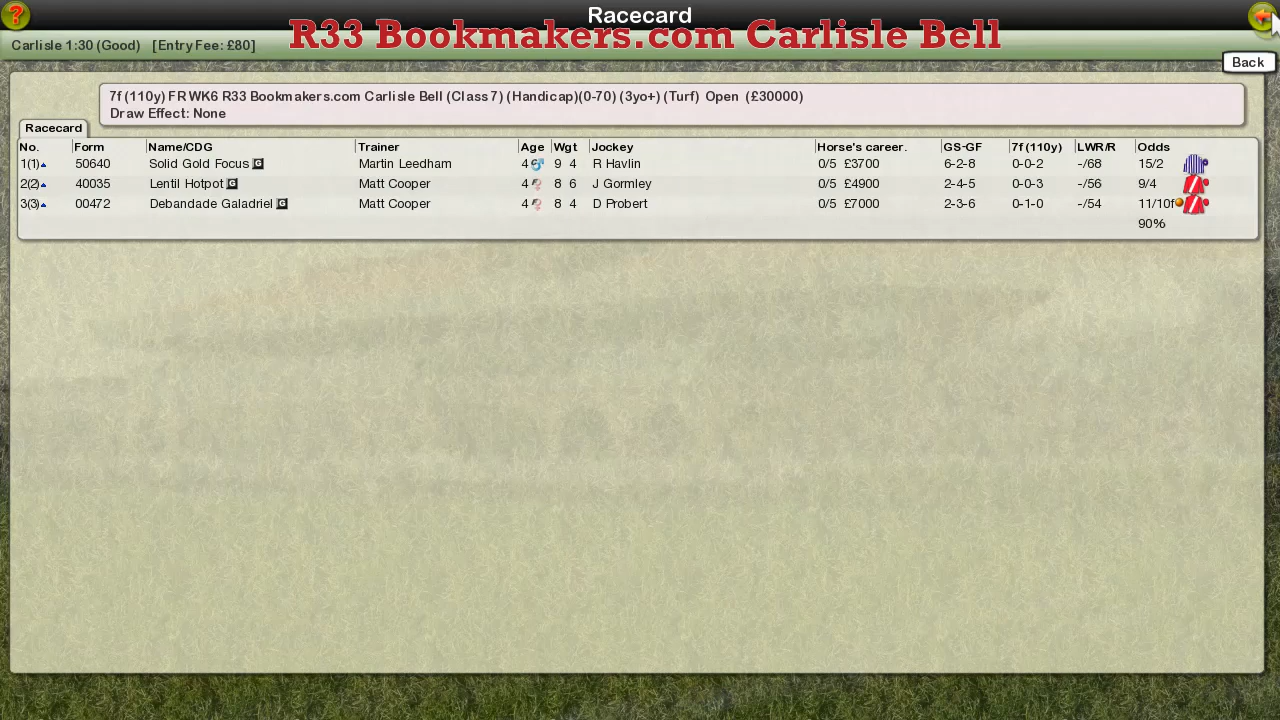 ?
Racecard
R33 Bookmakers.com Carlisle Bell
Carlisle 1:30 (Good) [Entry Fee: £80]
Back
7f (110y) FR WK6 R33 Bookmakers.com Carlisle Bell (Class 7) (Handicap)(0-70) (3yo+) (Turf) Open (£30000)
Draw Effect: None
Racecard
No. Form Name/CDG Trainer Age Wgt Jockey Horse's career. GS-GF 7f (110y) LWR/R Odds
1(1) 50640 Solid Gold Focus G Martin Leedham 4 9 4 R Havlin 0/5 £3700 6-2-8 0-0-2 -/68 15/2
2(2) 40035 Lentil Hotpot G Matt Cooper 4 8 6 J Gormley 0/5 £4900 2-4-5 0-0-3 -/56 9/4
3(3) 00472 Debandade Galadriel G Matt Cooper 4 8 4 D Probert 0/5 £7000 2-3-6 0-1-0 -/54 11/10f
90%